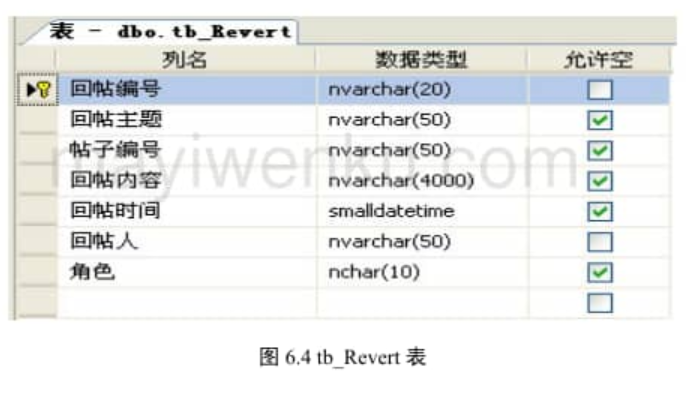 表 - dbo.tb_Revert
列名 数据类型 允许空
回帖编号 nvarchar(20)
回帖主题 nvarchar(50)
帖子编号 nvarchar(50)
回帖内容 nvarchar(4000)
回帖时间 smalldatetime
回帖人 nvarchar(50)
角色 nchar(10)
图 6.4 tb_Revert 表